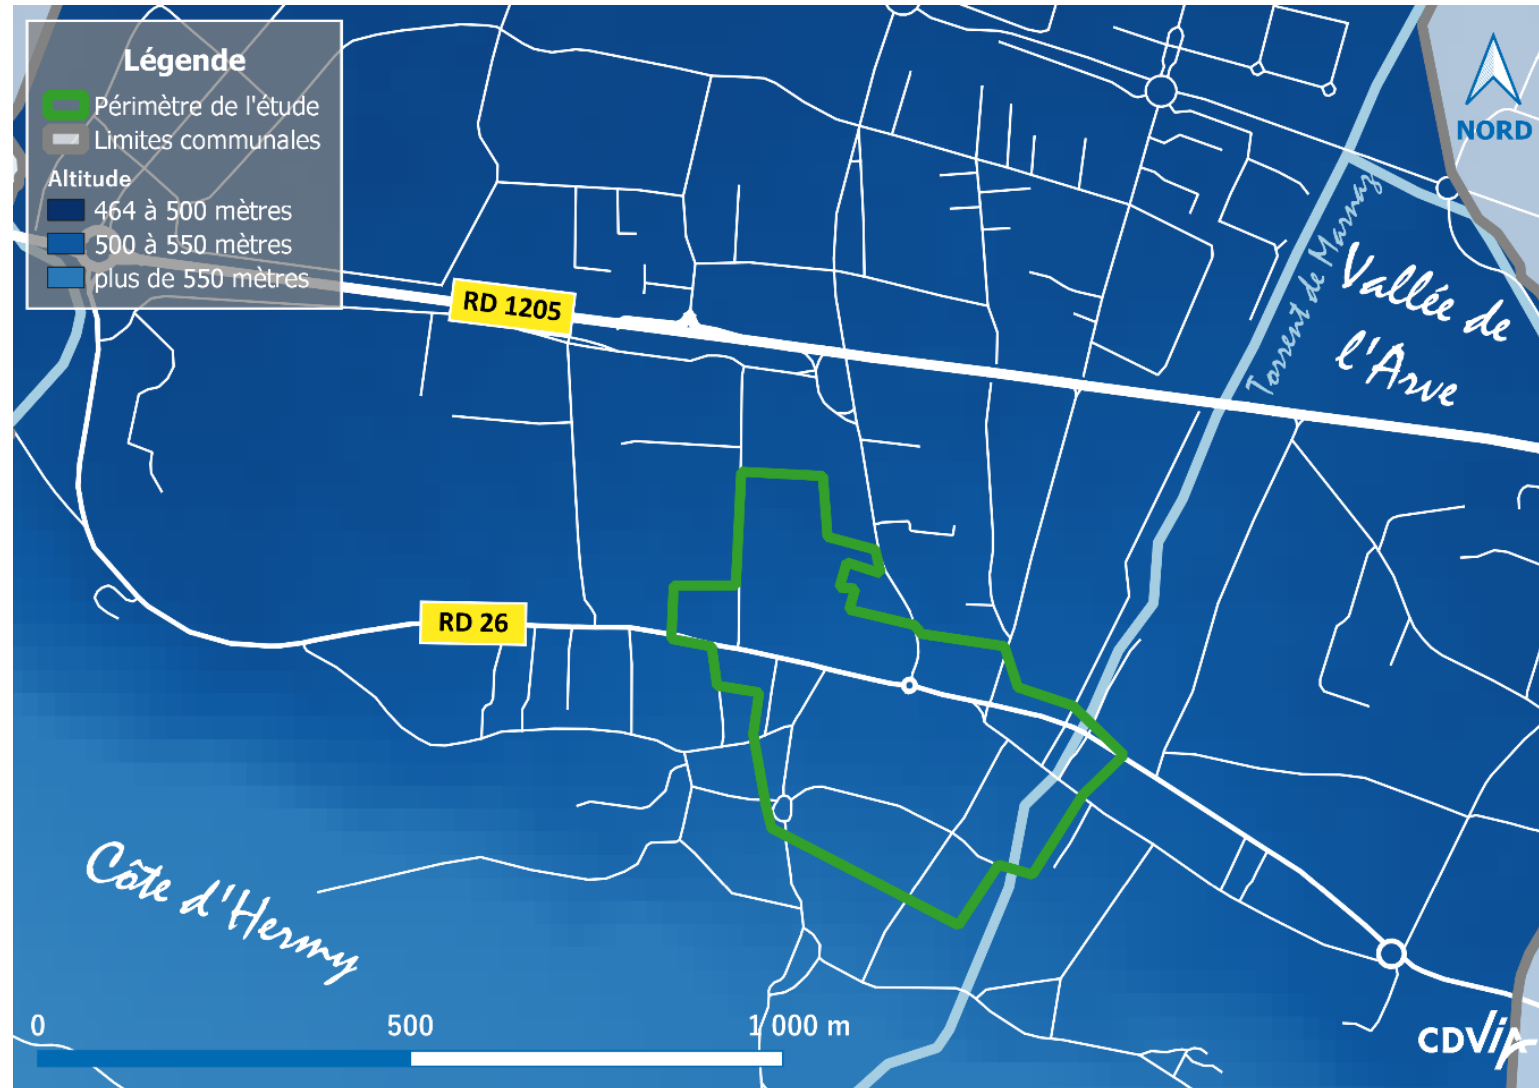 Légende
Périmètre de l'étude
Limites communales
Altitude
464 à 500 mètres
500 à 550 mètres
plus de 550 mètres
NORD
RD 1205
Torrent de Marnaz
Vallée de
l'Arve
RD 26
Côte d'Hermy
0 500 1 000 m
CDVIA